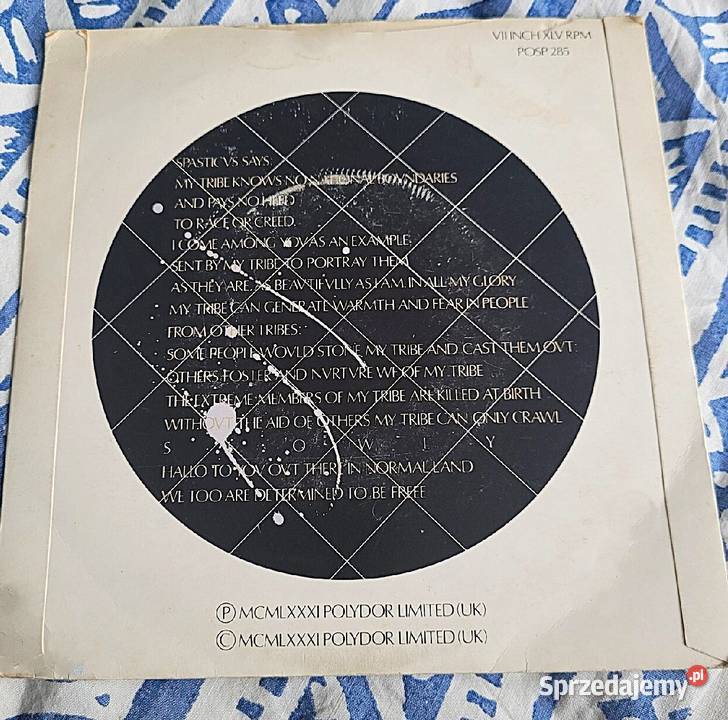 VII INCH XLV RPM
POSP 285
SPASTICVS SAYS:
MY TRIBE KNOWS NO NATIONAL BOVNDARIES
AND PAYS NO HEED
TO RACE OR CREED.
I COME AMONG YOV AS AN EXAMPLE
SENT BY MY TRIBE TO PORTRAY THEM
AS THEY ARE, AS BEAVTIFVLLY AS I AM IN ALL MY GLORY
MY TRIBE CAN GENERATE WARMTH AND FEAR IN PEOPLE
FROM OTHER TRIBES:
SOME PEOPLE WOVLD STONE MY TRIBE AND CAST THEM OVT:
OTHERS FOSTER AND NVRTVRE WE OF MY TRIBE
THE EXTREME MEMBERS OF MY TRIBE ARE KILLED AT BIRTH
WITHOVT THE AID OF OTHERS MY TRIBE CAN ONLY CRAWL
S L O W L Y
HALLO TO YOV OVT THERE IN NORMAL LAND
WE TOO ARE DETERMINED TO BE FREE
Ⓟ MCMLXXXI POLYDOR LIMITED (UK)
© MCMLXXXI POLYDOR LIMITED (UK)
Sprzedajemy.pl